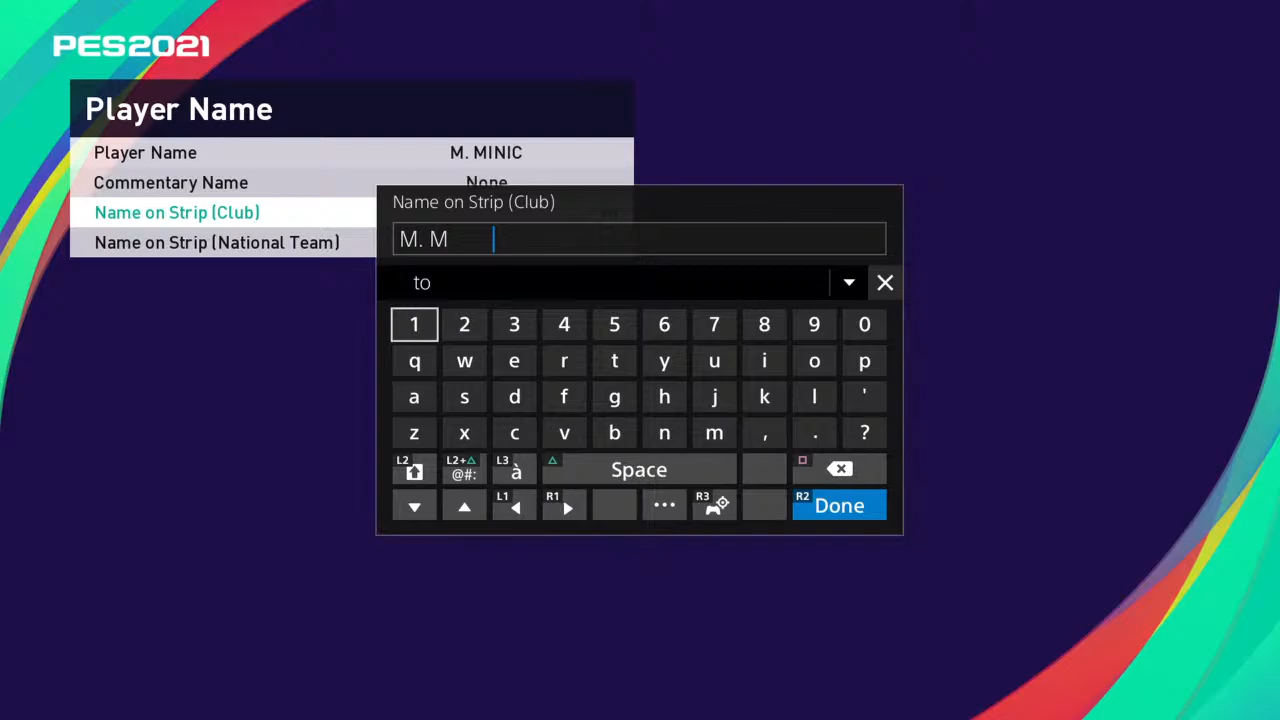 PES2021
Player Name
Player Name M. MINIC
Commentary Name None
Name on Strip (Club)
Name on Strip (National Team)
Name on Strip (Club)
M. M
to
1 2 3 4 5 6 7 8 9 0
q w e r t y u i o p
a s d f g h j k l '
z x c v b n m , . ?
L2 L2+△ @#: L3 à △ Space □
L1 R1 ... R3 R2 Done